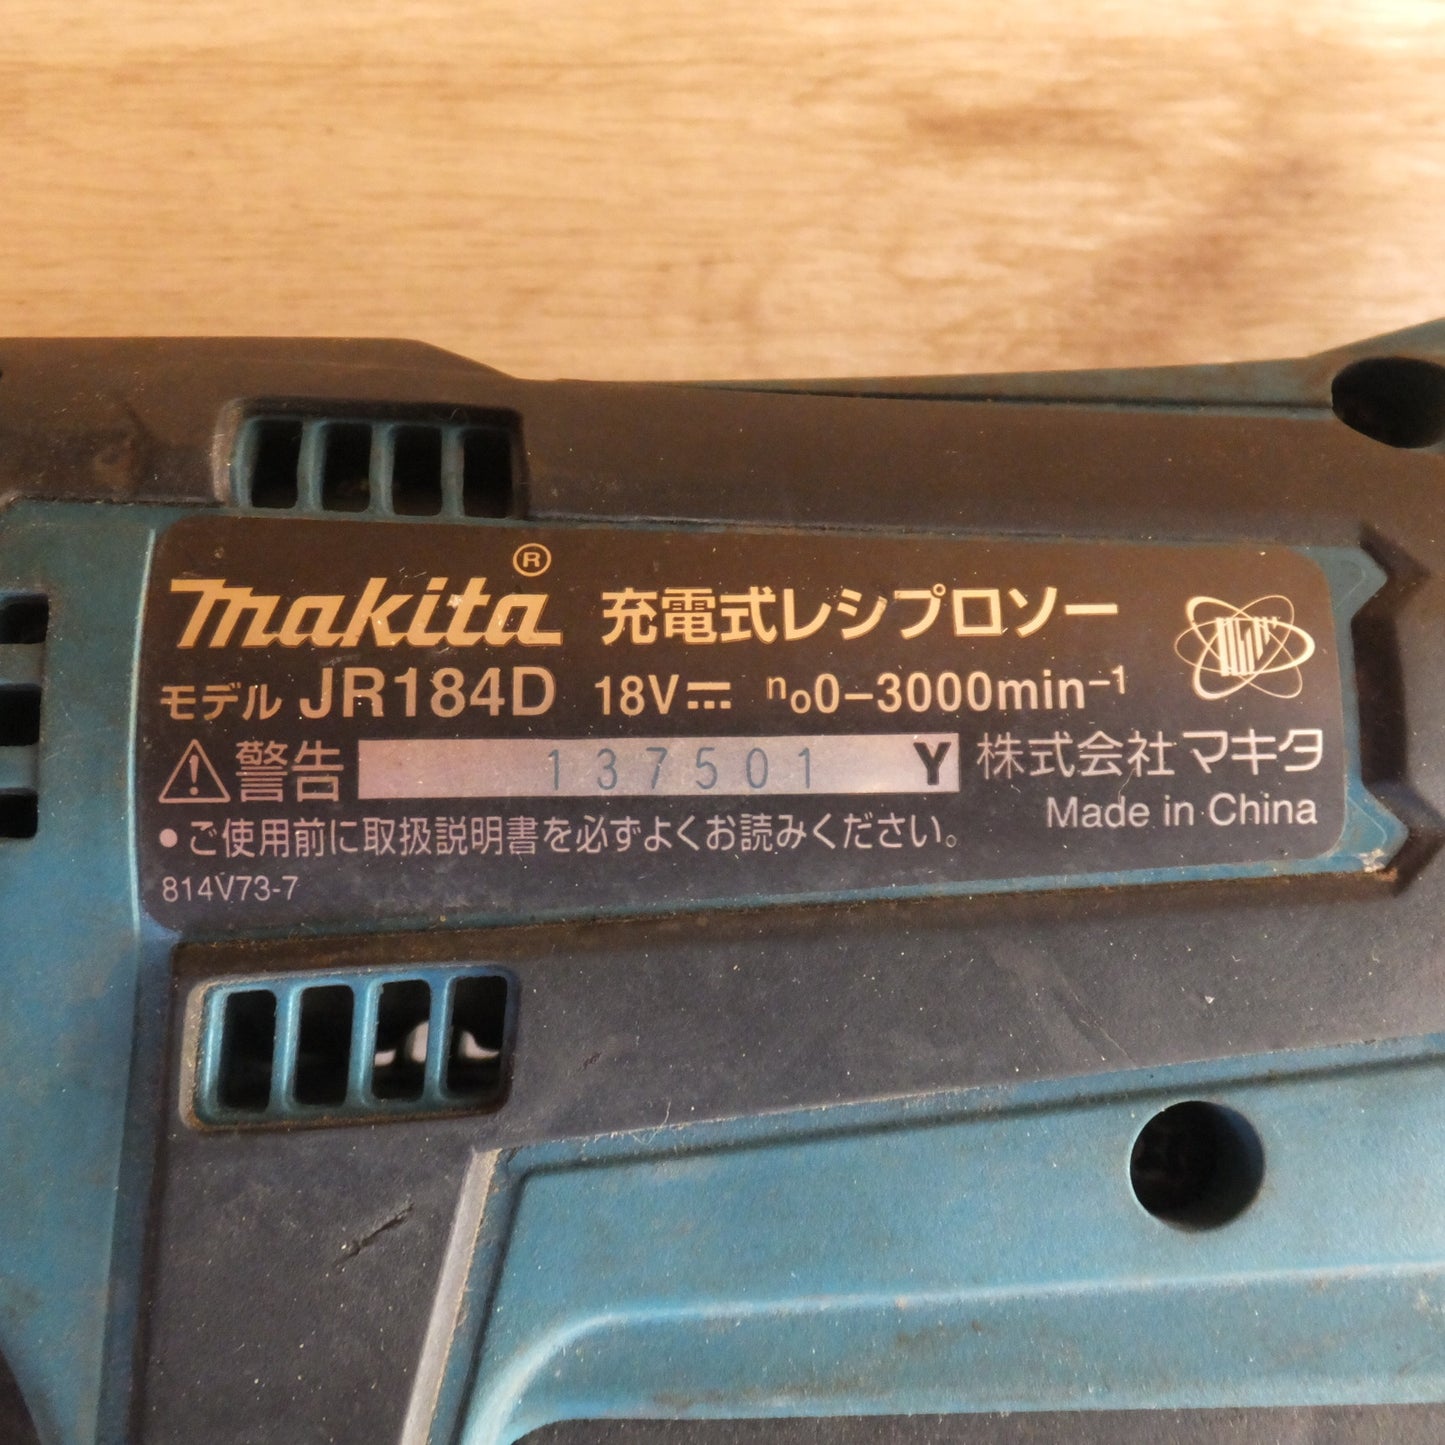 makita® 充電式レシプロソー
モデル JR184D 18V⎓ n₀0–3000min⁻¹
⚠警告 137501 Y 株式会社マキタ
Made in China
•ご使用前に取扱説明書を必ずよくお読みください。
814V73-7